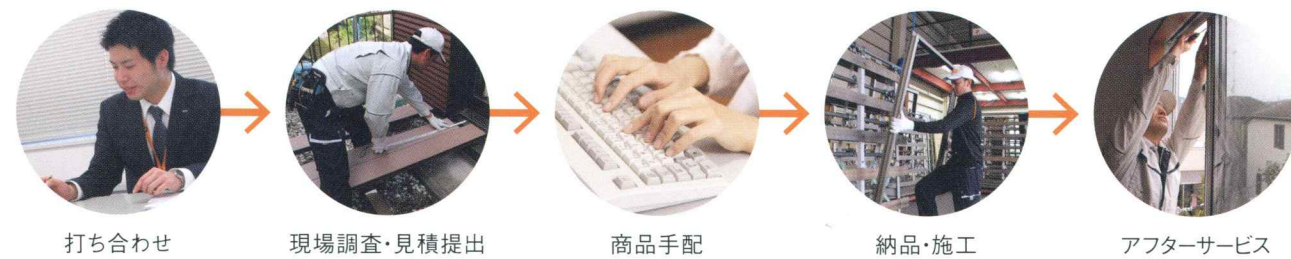 打ち合わせ
現場調査・見積提出
商品手配
納品・施工
アフターサービス